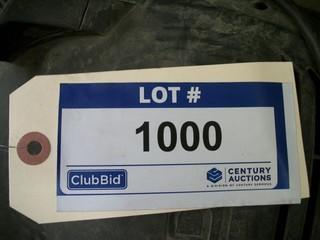 LOT #
1000
ClubBid
CENTURY
AUCTIONS
A DIVISION OF CENTURY SERVICES